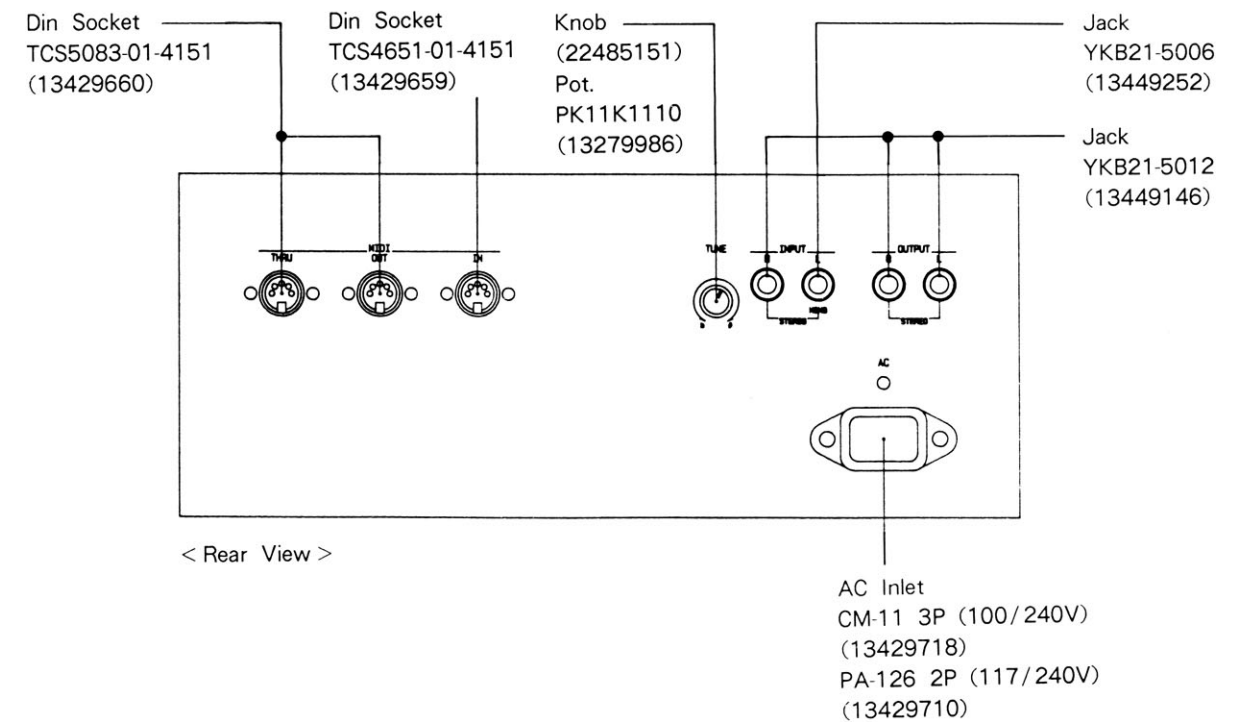 Din Socket
TCS5083-01-4151
(13429660)
Din Socket
TCS4651-01-4151
(13429659)
Knob
(22485151)
Pot.
PK11K1110
(13279986)
Jack
YKB21-5006
(13449252)
Jack
YKB21-5012
(13449146)
MIDI
THRU
OUT
IN
TUNE
INPUT
R
L
MONO
STEREO
OUTPUT
R
L
STEREO
AC
< Rear View >
AC Inlet
CM-11 3P (100/240V)
(13429718)
PA-126 2P (117/240V)
(13429710)